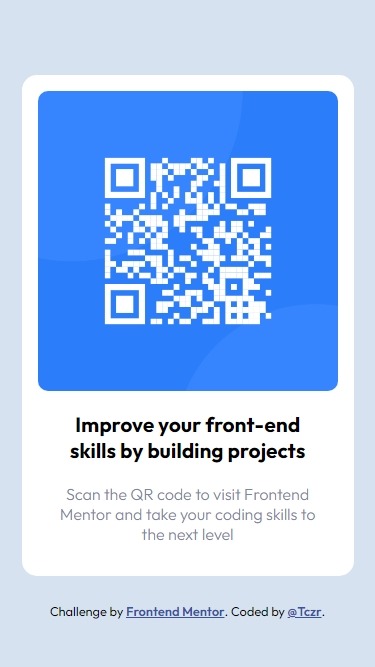 Improve your front-end
skills by building projects
Scan the QR code to visit Frontend
Mentor and take your coding skills to
the next level
Challenge by Frontend Mentor. Coded by @Tczr.